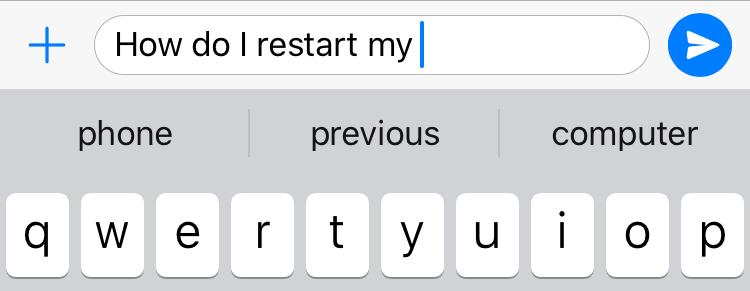 How do I restart my
phone previous computer
q w e r t y u i o p